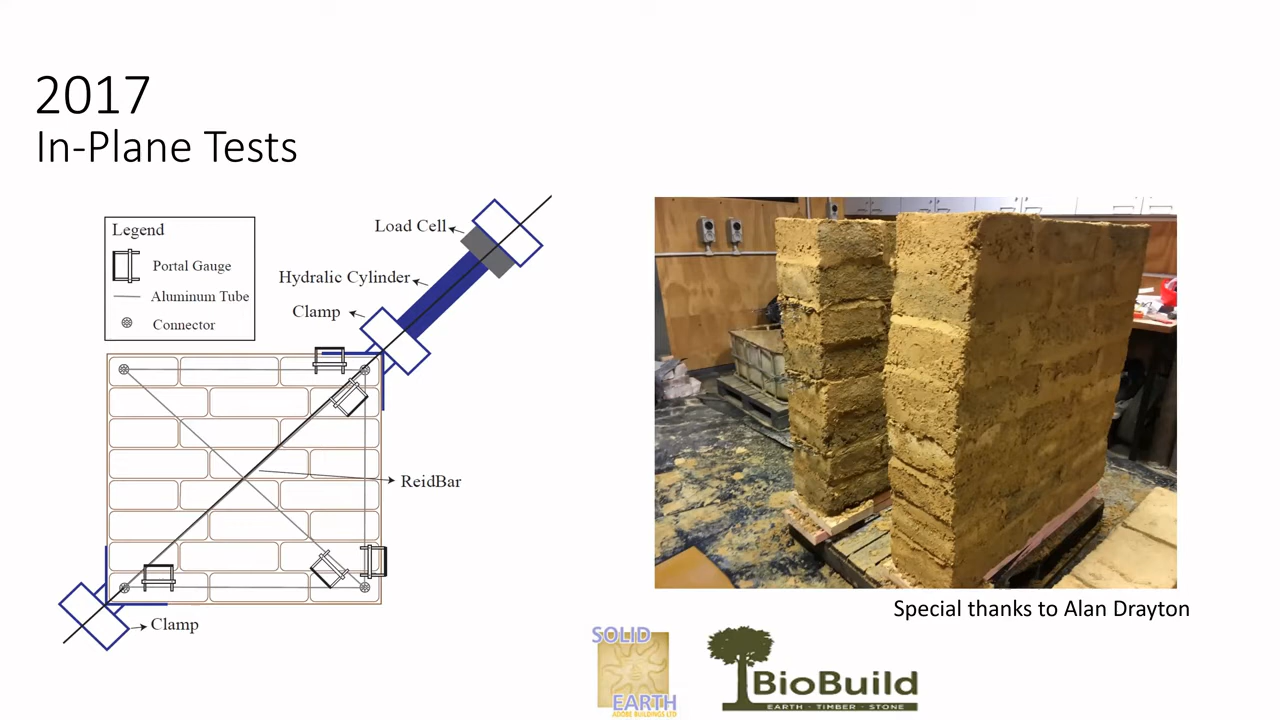 2017
In-Plane Tests
Legend
Portal Gauge
Aluminum Tube
Connector
Load Cell
Hydralic Cylinder
Clamp
ReidBar
Clamp
Special thanks to Alan Drayton
SOLID
EARTH
ADOBE BUILDINGS LTD
BioBuild
EARTH - TIMBER - STONE